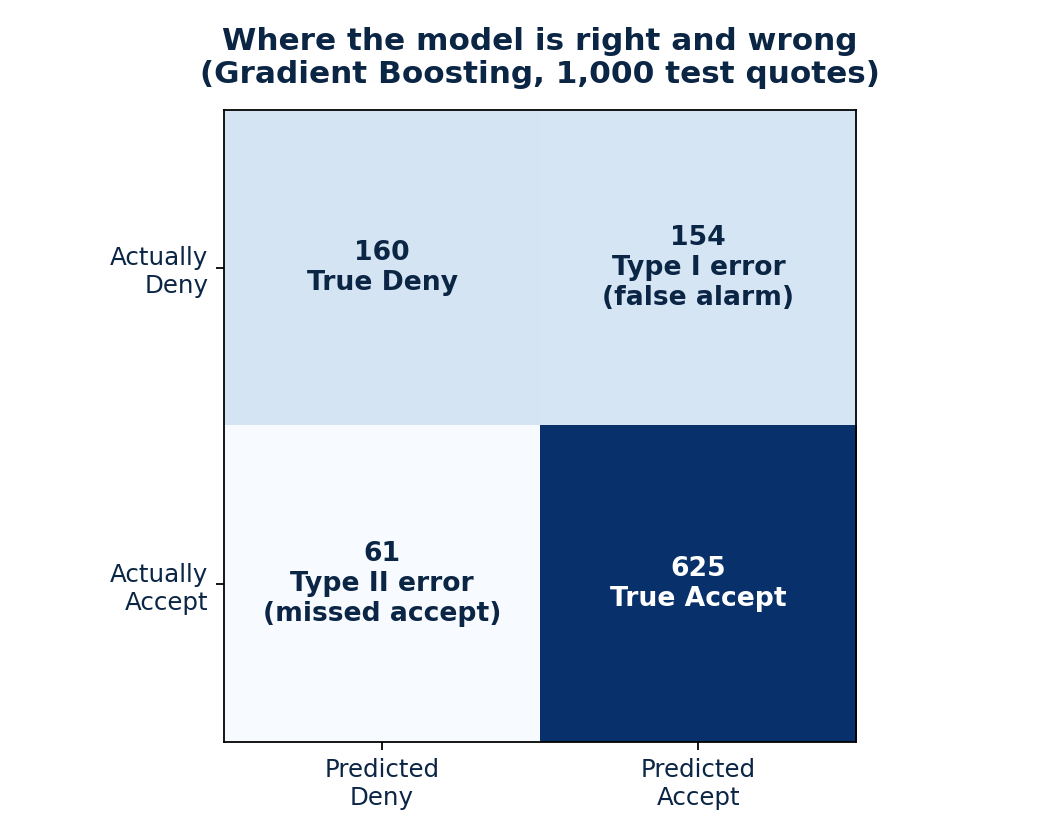 Where the model is right and wrong
(Gradient Boosting, 1,000 test quotes)
Actually
Deny
160
True Deny
154
Type I error
(false alarm)
Actually
Accept
61
Type II error
(missed accept)
625
True Accept
Predicted
Deny
Predicted
Accept